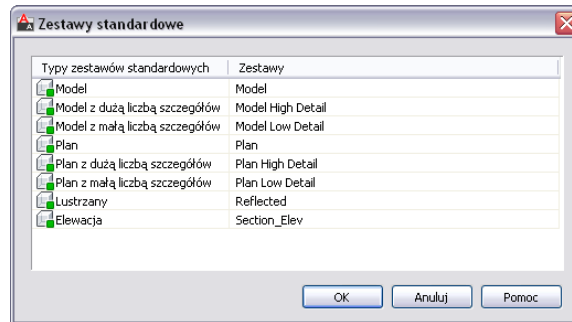 Zestawy standardowe
Typy zestawów standardowych Zestawy
Model Model
Model z dużą liczbą szczegółów Model High Detail
Model z małą liczbą szczegółów Model Low Detail
Plan Plan
Plan z dużą liczbą szczegółów Plan High Detail
Plan z małą liczbą szczegółów Plan Low Detail
Lustrzany Reflected
Elewacja Section_Elev
OK Anuluj Pomoc